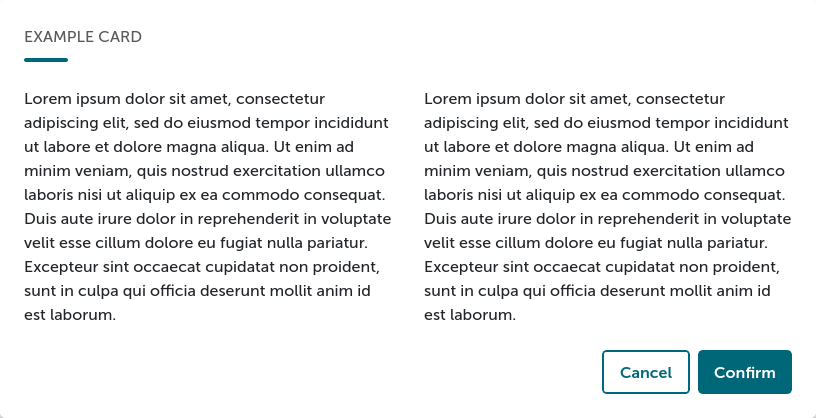 EXAMPLE CARD
Lorem ipsum dolor sit amet, consectetur
adipiscing elit, sed do eiusmod tempor incididunt
ut labore et dolore magna aliqua. Ut enim ad
minim veniam, quis nostrud exercitation ullamco
laboris nisi ut aliquip ex ea commodo consequat.
Duis aute irure dolor in reprehenderit in voluptate
velit esse cillum dolore eu fugiat nulla pariatur.
Excepteur sint occaecat cupidatat non proident,
sunt in culpa qui officia deserunt mollit anim id
est laborum.
Lorem ipsum dolor sit amet, consectetur
adipiscing elit, sed do eiusmod tempor incididunt
ut labore et dolore magna aliqua. Ut enim ad
minim veniam, quis nostrud exercitation ullamco
laboris nisi ut aliquip ex ea commodo consequat.
Duis aute irure dolor in reprehenderit in voluptate
velit esse cillum dolore eu fugiat nulla pariatur.
Excepteur sint occaecat cupidatat non proident,
sunt in culpa qui officia deserunt mollit anim id
est laborum.
Cancel
Confirm